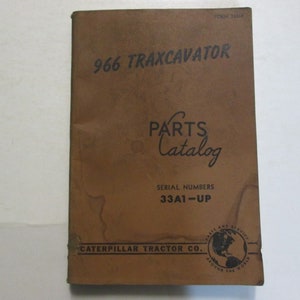 966 TRAXCAVATOR
PARTS
Catalog
SERIAL NUMBERS
33A1-UP
CATERPILLAR TRACTOR CO.